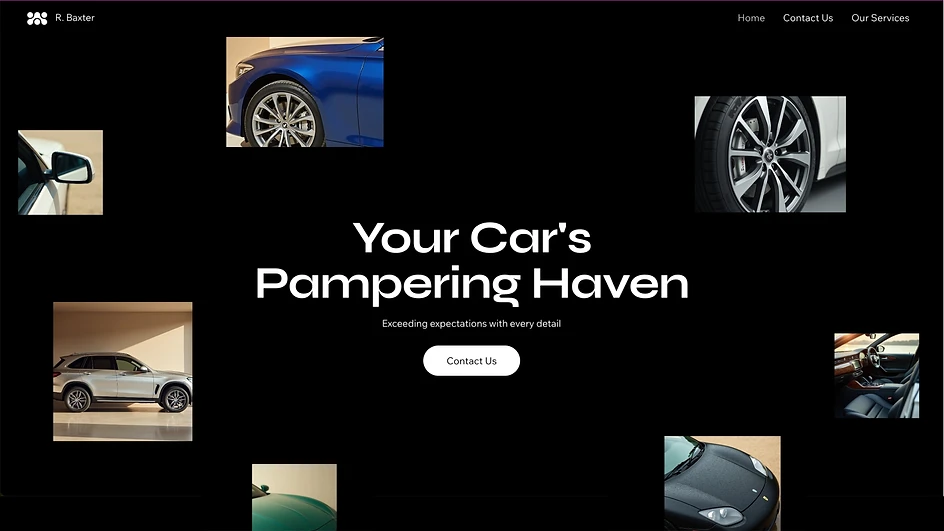 R. Baxter
Home Contact Us Our Services
Your Car's
Pampering Haven
Exceeding expectations with every detail
Contact Us